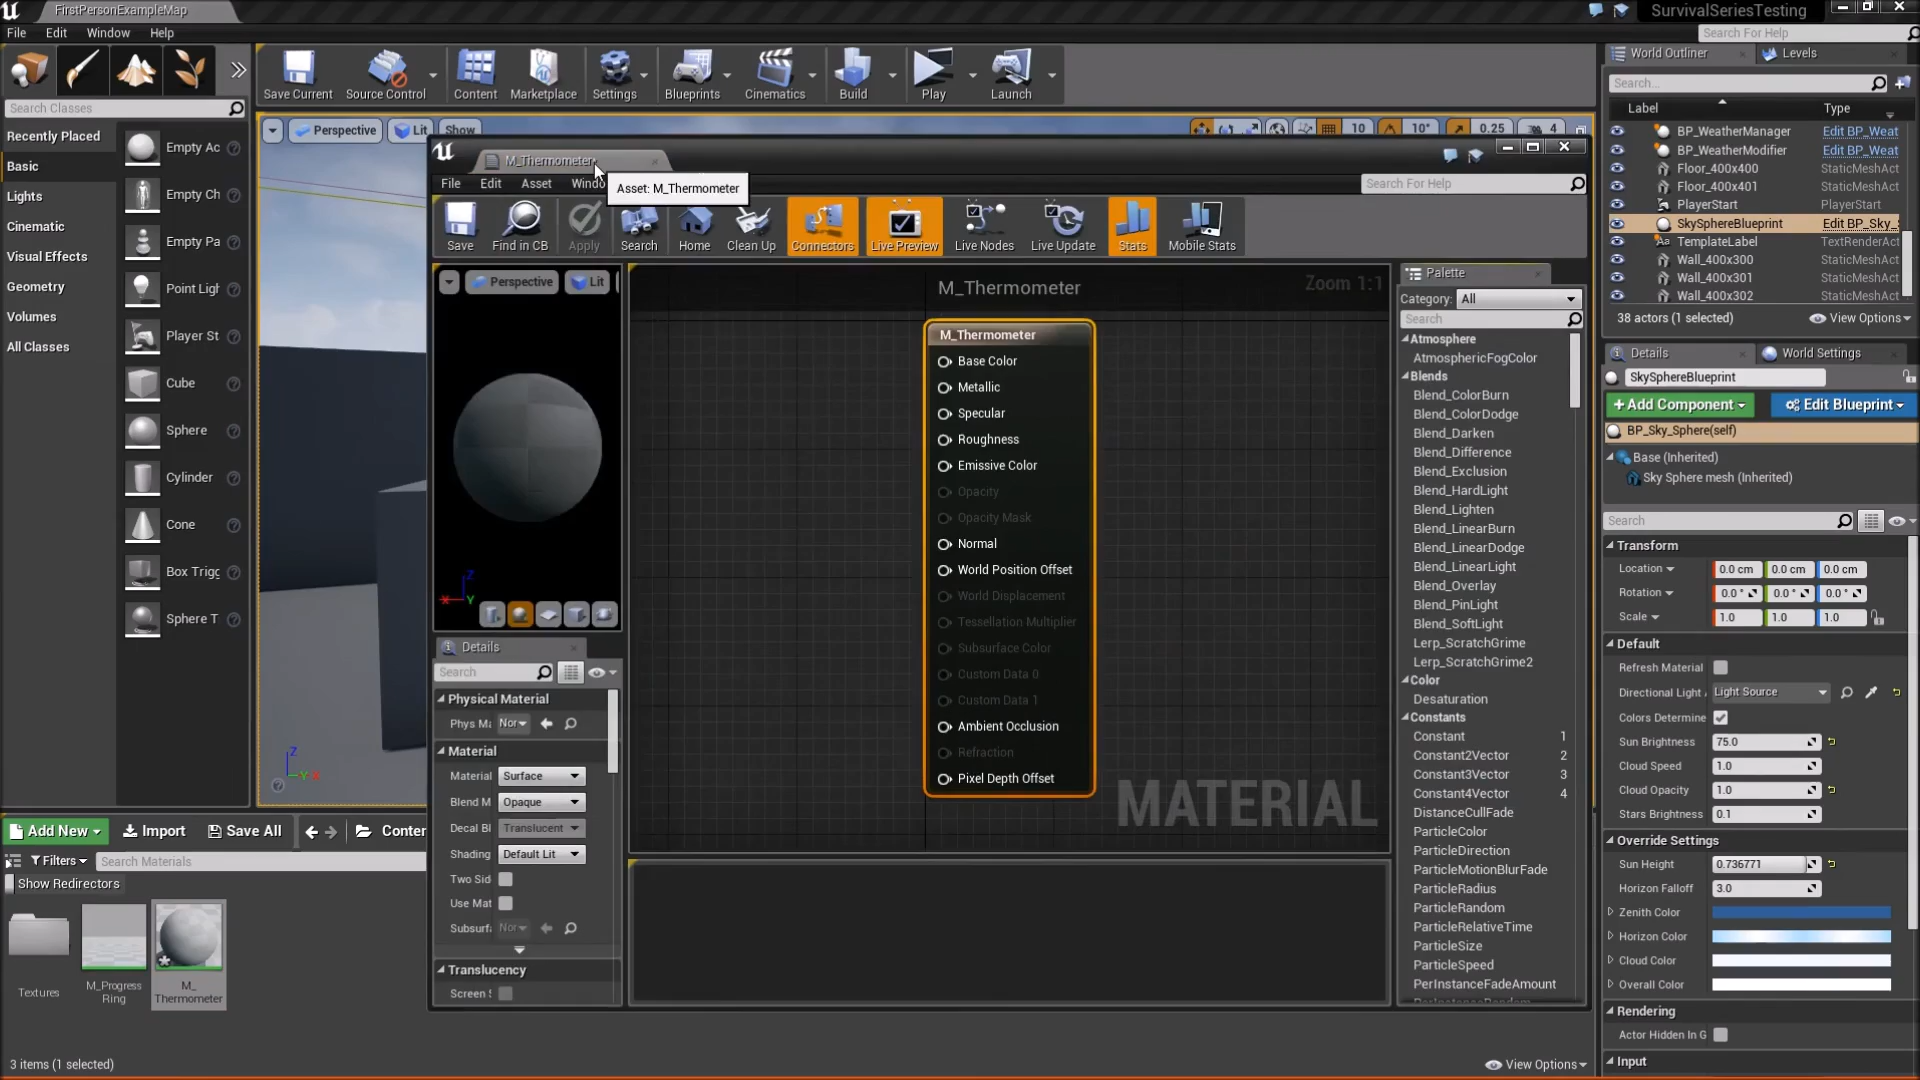 FirstPersonExampleMap
SurvivalSeriesTesting
File Edit Window Help
Search For Help
Search Classes
Recently Placed
Basic
Lights
Cinematic
Visual Effects
Geometry
Volumes
All Classes
Empty Ac
Empty Ch
Empty Pa
Point Ligh
Player St
Cube
Sphere
Cylinder
Cone
Box Trigg
Sphere T
Save Current
Source Control
Content
Marketplace
Settings
Blueprints
Cinematics
Build
Play
Launch
Perspective Lit Show
10 10° 0.25 4
M_Thermometer
File Edit Asset Windo
Asset: M_Thermometer
Search For Help
Save
Find in CB
Apply
Search
Home
Clean Up
Connectors
Live Preview
Live Nodes
Live Update
Stats
Mobile Stats
Perspective Lit
Z
X Y
Details
Search
Physical Material
Phys Ma
Material
Material Surface
Blend M Opaque
Decal Bl Translucent
Shading Default Lit
Two Sid
Use Mat
Subsurf
Translucency
Screen S
M_Thermometer
Zoom 1:1
M_Thermometer
Base Color
Metallic
Specular
Roughness
Emissive Color
Opacity
Opacity Mask
Normal
World Position Offset
World Displacement
Tessellation Multiplier
Subsurface Color
Custom Data 0
Custom Data 1
Ambient Occlusion
Refraction
Pixel Depth Offset
MATERIAL
Palette
Category: All
Search
Atmosphere
AtmosphericFogColor
Blends
Blend_ColorBurn
Blend_ColorDodge
Blend_Darken
Blend_Difference
Blend_Exclusion
Blend_HardLight
Blend_Lighten
Blend_LinearBurn
Blend_LinearDodge
Blend_LinearLight
Blend_Overlay
Blend_PinLight
Blend_SoftLight
Lerp_ScratchGrime
Lerp_ScratchGrime2
Color
Desaturation
Constants
Constant 1
Constant2Vector 2
Constant3Vector 3
Constant4Vector 4
DistanceCullFade
ParticleColor
ParticleDirection
ParticleMotionBlurFade
ParticleRadius
ParticleRandom
ParticleRelativeTime
ParticleSize
ParticleSpeed
PerInstanceFadeAmount
World Outliner Levels
Search...
Label Type
BP_WeatherManager Edit BP_Weat
BP_WeatherModifier Edit BP_Weat
Floor_400x400 StaticMeshAct
Floor_400x401 StaticMeshAct
PlayerStart PlayerStart
SkySphereBlueprint Edit BP_Sky_
TemplateLabel TextRenderAct
Wall_400x300 StaticMeshAct
Wall_400x301 StaticMeshAct
Wall_400x302 StaticMeshAct
38 actors (1 selected) View Options
Details World Settings
SkySphereBlueprint
+Add Component Edit Blueprint
BP_Sky_Sphere(self)
Base (Inherited)
Sky Sphere mesh (Inherited)
Search
Transform
Location 0.0 cm 0.0 cm 0.0 cm
Rotation 0.0 ° 0.0 ° 0.0 °
Scale 1.0 1.0 1.0
Default
Refresh Material
Directional Light Light Source
Colors Determine
Sun Brightness 75.0
Cloud Speed 1.0
Cloud Opacity 1.0
Stars Brightness 0.1
Override Settings
Sun Height 0.736771
Horizon Falloff 3.0
Zenith Color
Horizon Color
Cloud Color
Overall Color
Rendering
Actor Hidden In G
Input
Add New Import Save All Conter
Filters Search Materials
Show Redirectors
Textures
M_Progress
Ring
M_
Thermometer
3 items (1 selected)
View Options